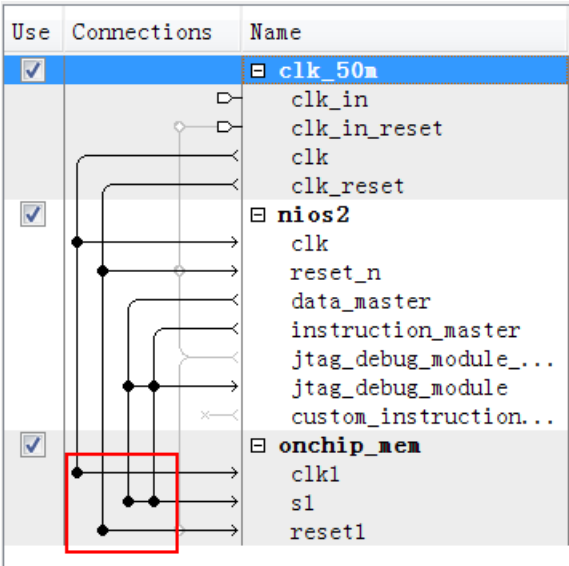 Use Connections Name
clk_50m
clk_in
clk_in_reset
clk
clk_reset
nios2
clk
reset_n
data_master
instruction_master
jtag_debug_module_...
jtag_debug_module
custom_instruction...
onchip_mem
clk1
s1
reset1